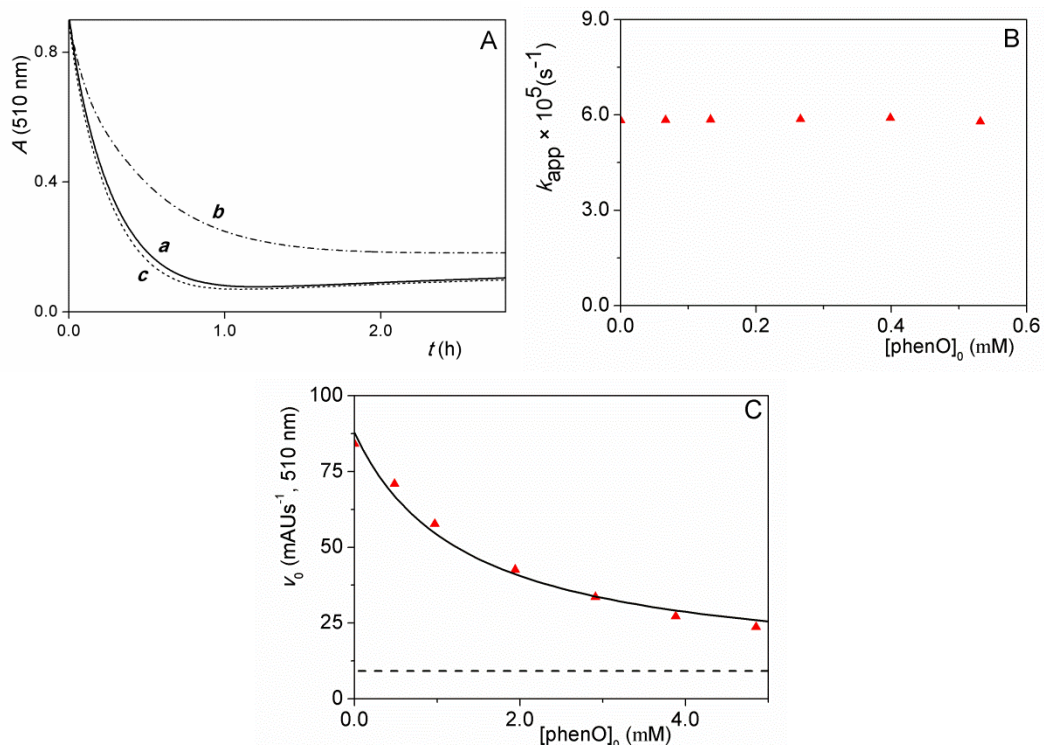 A
A (510 nm)
0.8
0.4
0.0
a
b
c
0.0 1.0 2.0
t (h)
B
k_app × 10⁵ (s⁻¹)
9.0
6.0
3.0
0.0
0.0 0.2 0.4 0.6
[phenO]₀ (mM)
C
ν₀ (mAUs⁻¹, 510 nm)
100
75
50
25
0
0.0 2.0 4.0
[phenO]₀ (mM)